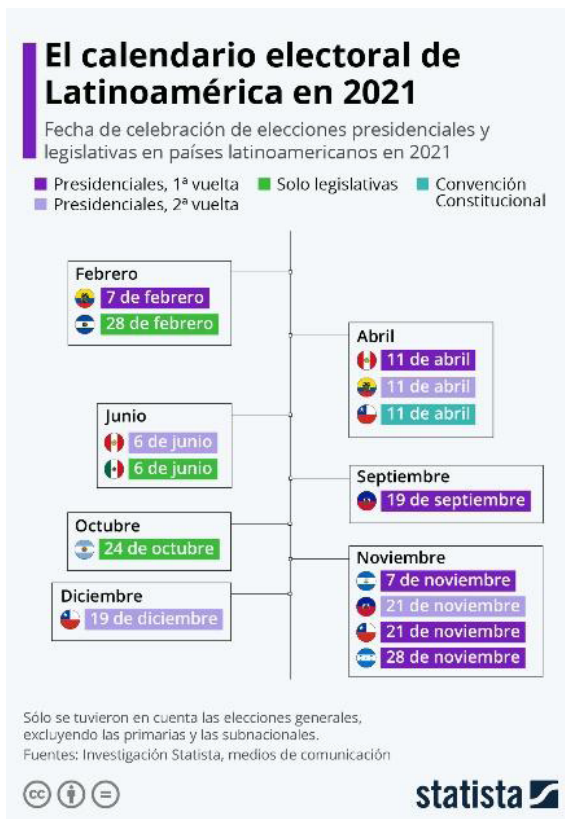 El calendario electoral de
Latinoamérica en 2021
Fecha de celebración de elecciones presidenciales y
legislativas en países latinoamericanos en 2021
Presidenciales, 1ª vuelta
Solo legislativas
Convención
Constitucional
Presidenciales, 2ª vuelta
Febrero
7 de febrero
28 de febrero
Abril
11 de abril
11 de abril
11 de abril
Junio
6 de junio
6 de junio
Septiembre
19 de septiembre
Octubre
24 de octubre
Noviembre
7 de noviembre
21 de noviembre
21 de noviembre
28 de noviembre
Diciembre
19 de diciembre
Sólo se tuvieron en cuenta las elecciones generales,
excluyendo las primarias y las subnacionales.
Fuentes: Investigación Statista, medios de comunicación
cc
statista